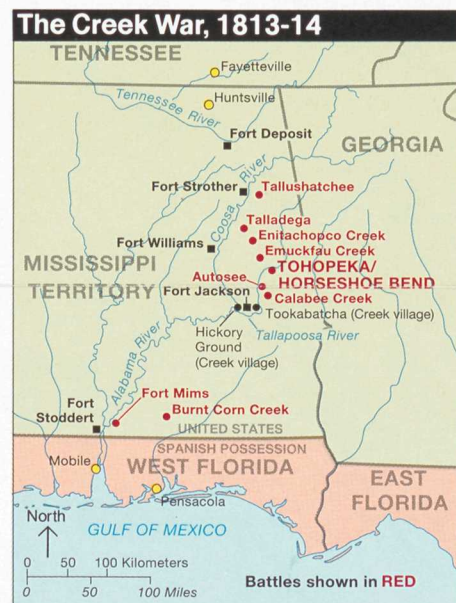 The Creek War, 1813-14
TENNESSEE
Fayetteville
Huntsville
Tennessee River
Fort Deposit
GEORGIA
Fort Strother
Coosa River
Tallushatchee
Talladega
Enitachopco Creek
Fort Williams
Emuckfau Creek
MISSISSIPPI
TERRITORY
TOHOPEKA/
HORSESHOE BEND
Autosee
Fort Jackson
Calabee Creek
Tookabatcha (Creek village)
Hickory
Ground
(Creek village)
Tallapoosa River
Alabama River
Fort Mims
Fort
Stoddert
Burnt Corn Creek
UNITED STATES
SPANISH POSSESSION
Mobile
WEST FLORIDA
EAST
FLORIDA
Pensacola
North
GULF OF MEXICO
0 50 100 Kilometers
0 50 100 Miles
Battles shown in RED